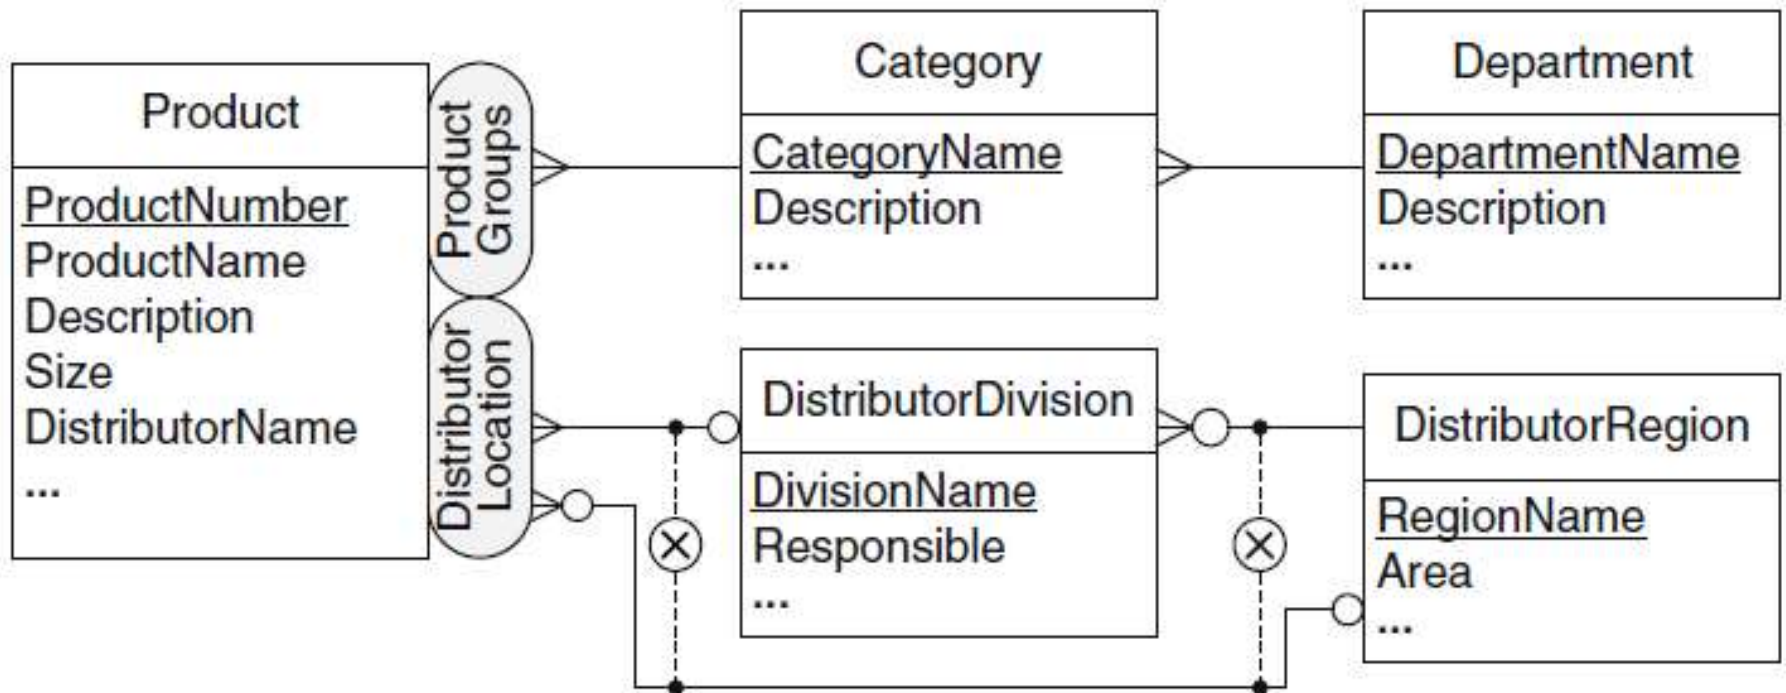 Product
ProductNumber
ProductName
Description
Size
DistributorName
...
Product
Groups
Distributor
Location
Category
CategoryName
Description
...
Department
DepartmentName
Description
...
DistributorDivision
DivisionName
Responsible
...
DistributorRegion
RegionName
Area
...